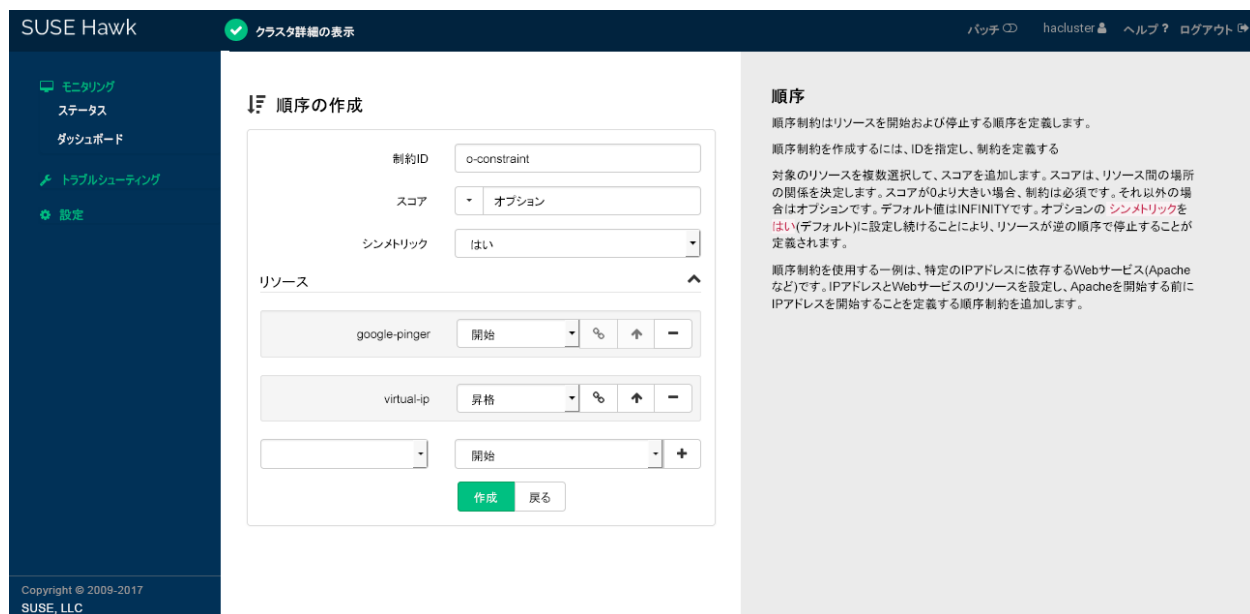 SUSE Hawk
クラスタ詳細の表示
バッチ
hacluster
ヘルプ ?
ログアウト
モニタリング
ステータス
ダッシュボード
トラブルシューティング
設定
順序の作成
制約ID
o-constraint
スコア
オプション
シンメトリック
はい
リソース
google-pinger
開始
virtual-ip
昇格
開始
作成
戻る
順序
順序制約はリソースを開始および停止する順序を定義します。
順序制約を作成するには、IDを指定し、制約を定義する
対象のリソースを複数選択して、スコアを追加します。スコアは、リソース間の場所
の関係を決定します。スコアが0より大きい場合、制約は必須です。それ以外の場
合はオプションです。デフォルト値はINFINITYです。オプションの シンメトリックを
はい(デフォルト)に設定し続けることにより、リソースが逆の順序で停止することが
定義されます。
順序制約を使用する一例は、特定のIPアドレスに依存するWebサービス(Apache
など)です。IPアドレスとWebサービスのリソースを設定し、Apacheを開始する前に
IPアドレスを開始することを定義する順序制約を追加します。
Copyright © 2009-2017
SUSE, LLC